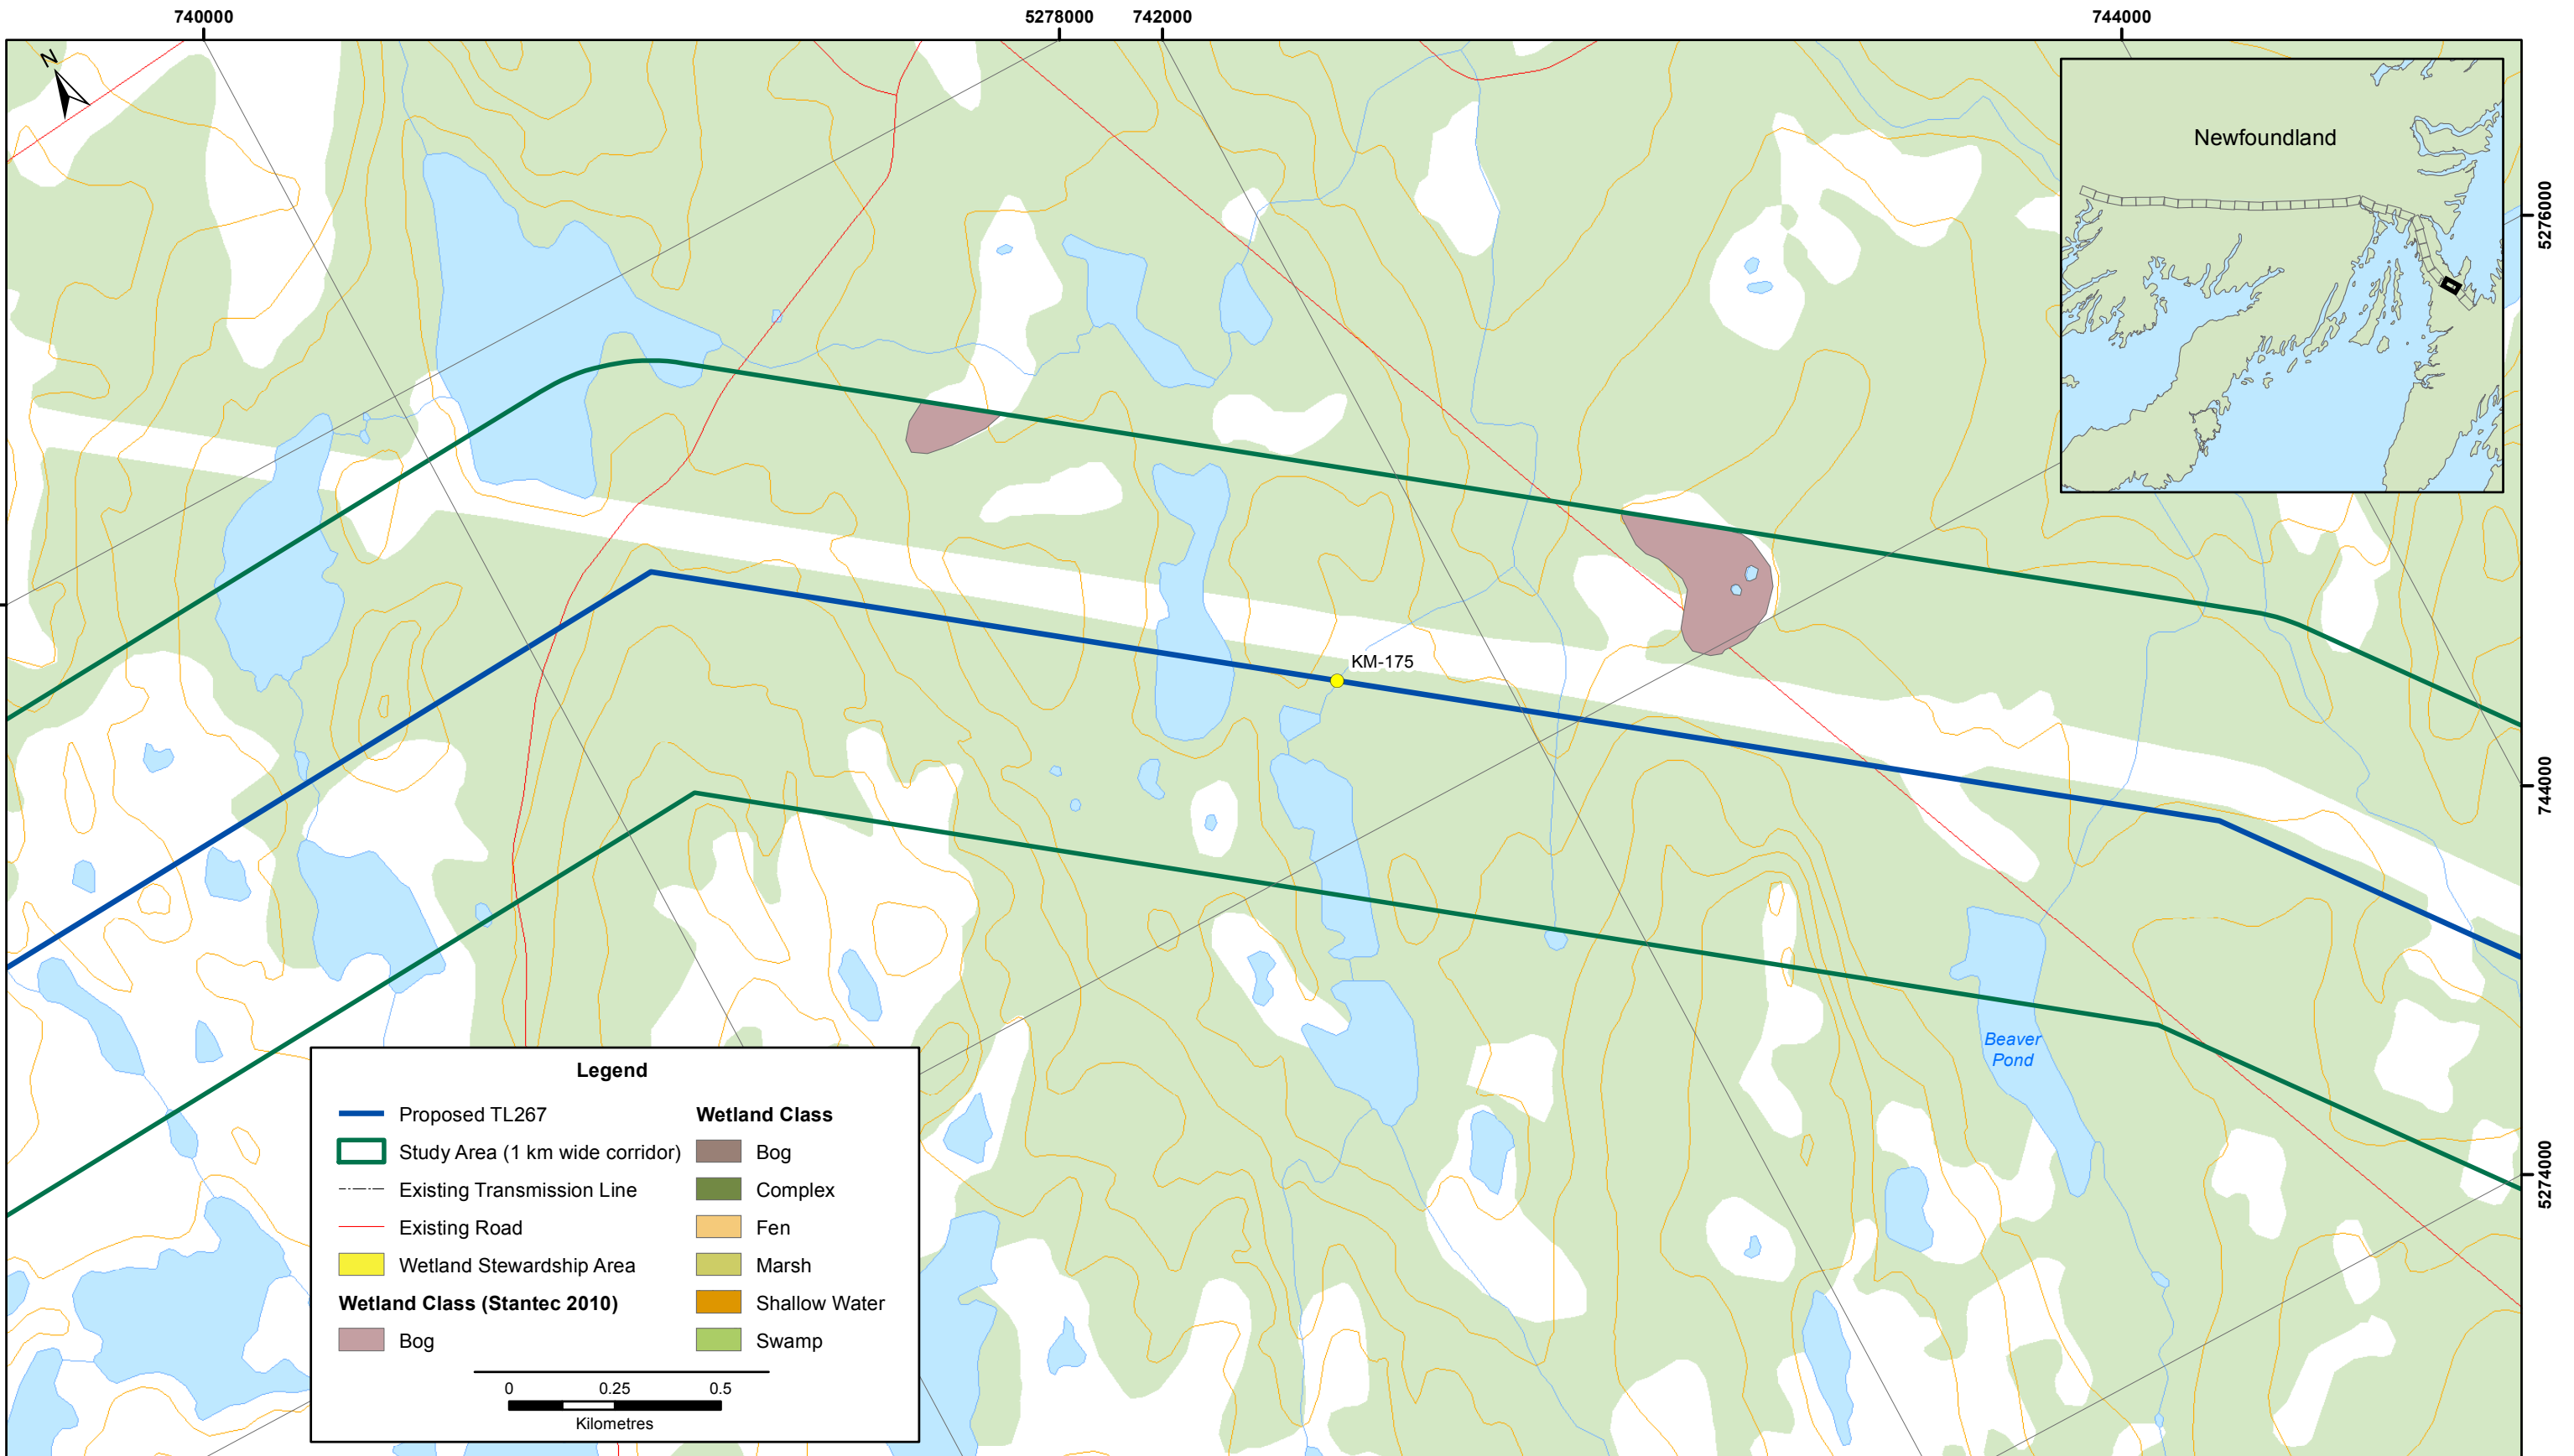 740000
5278000
742000
744000
N
Newfoundland
5276000
KM-175
744000
Beaver
Pond
5274000
Legend
Proposed TL267
Study Area (1 km wide corridor)
Existing Transmission Line
Existing Road
Wetland Stewardship Area
Wetland Class (Stantec 2010)
Bog
Wetland Class
Bog
Complex
Fen
Marsh
Shallow Water
Swamp
0 0.25 0.5
Kilometres